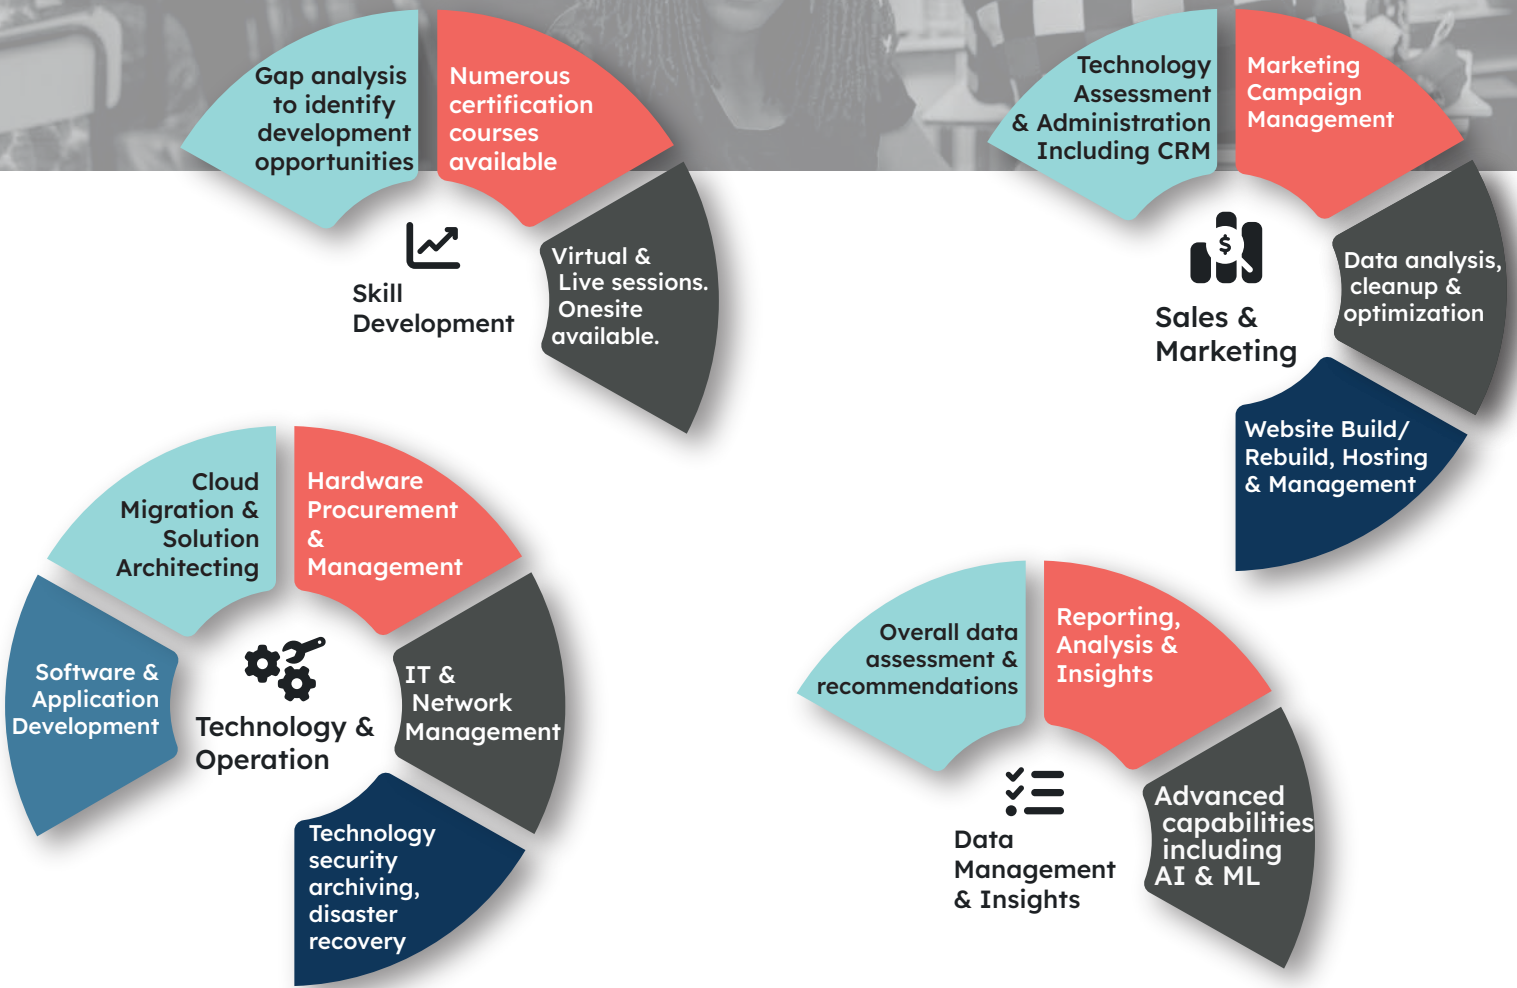 Gap analysis
to identify
development
opportunities
Numerous
certification
courses
available
Virtual &
Live sessions.
Onesite
available.
Skill
Development
Technology
Assessment
& Administration
Including CRM
Marketing
Campaign
Management
Data analysis,
cleanup &
optimization
Website Build/
Rebuild, Hosting
& Management
$
Sales &
Marketing
Cloud
Migration &
Solution
Architecting
Hardware
Procurement
&
Management
IT &
Network
Management
Technology
security
archiving,
disaster
recovery
Software &
Application
Development
Technology &
Operation
Overall data
assessment &
recommendations
Reporting,
Analysis &
Insights
Advanced
capabilities
including
AI & ML
Data
Management
& Insights